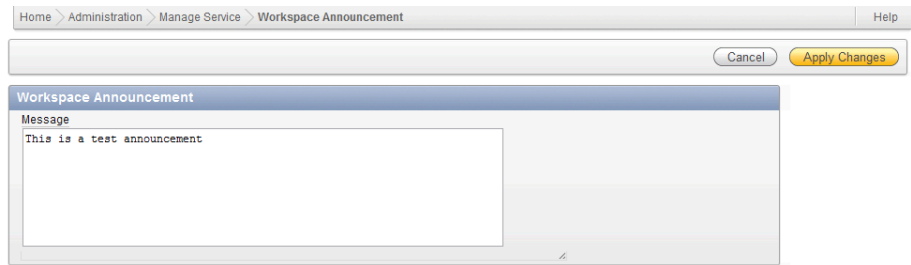 Home Administration Manage Service Workspace Announcement Help
Cancel Apply Changes
Workspace Announcement
Message
This is a test announcement